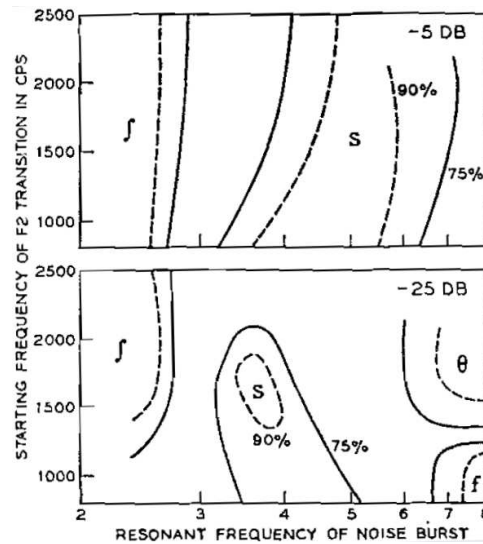 STARTING FREQUENCY OF F2 TRANSITION IN CPS
2500
-5 DB
90%
2000
ʃ
S
1500
75%
1000
2500
-25 DB
2000
ʃ
θ
S
1500
90%
75%
1000
f
2 3 4 5 6 7 8
RESONANT FREQUENCY OF NOISE BURST